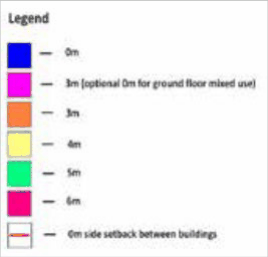 Legend
— 0m
— 3m (optional 0m for ground floor mixed use)
— 3m
— 4m
— 5m
— 6m
— 0m side setback between buildings